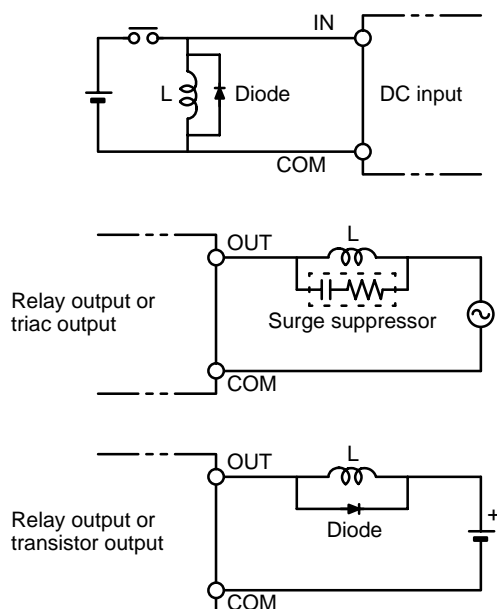 IN
L
Diode
DC input
COM
OUT
L
Relay output or
triac output
Surge suppressor
COM
OUT
L
+
Relay output or
transistor output
Diode
COM